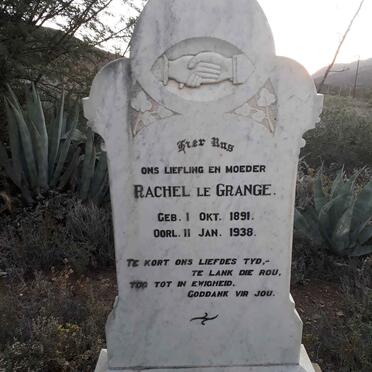 Hier Rus
ONS LIEFLING EN MOEDER
RACHEL LE GRANGE.
GEB. 1 OKT. 1891.
OORL. 11 JAN. 1938.
TE KORT ONS LIEFDES TYD,-
TE LANK DIE ROU,
TOG TOT IN EWIGHEID,
GODDANK VIR JOU.